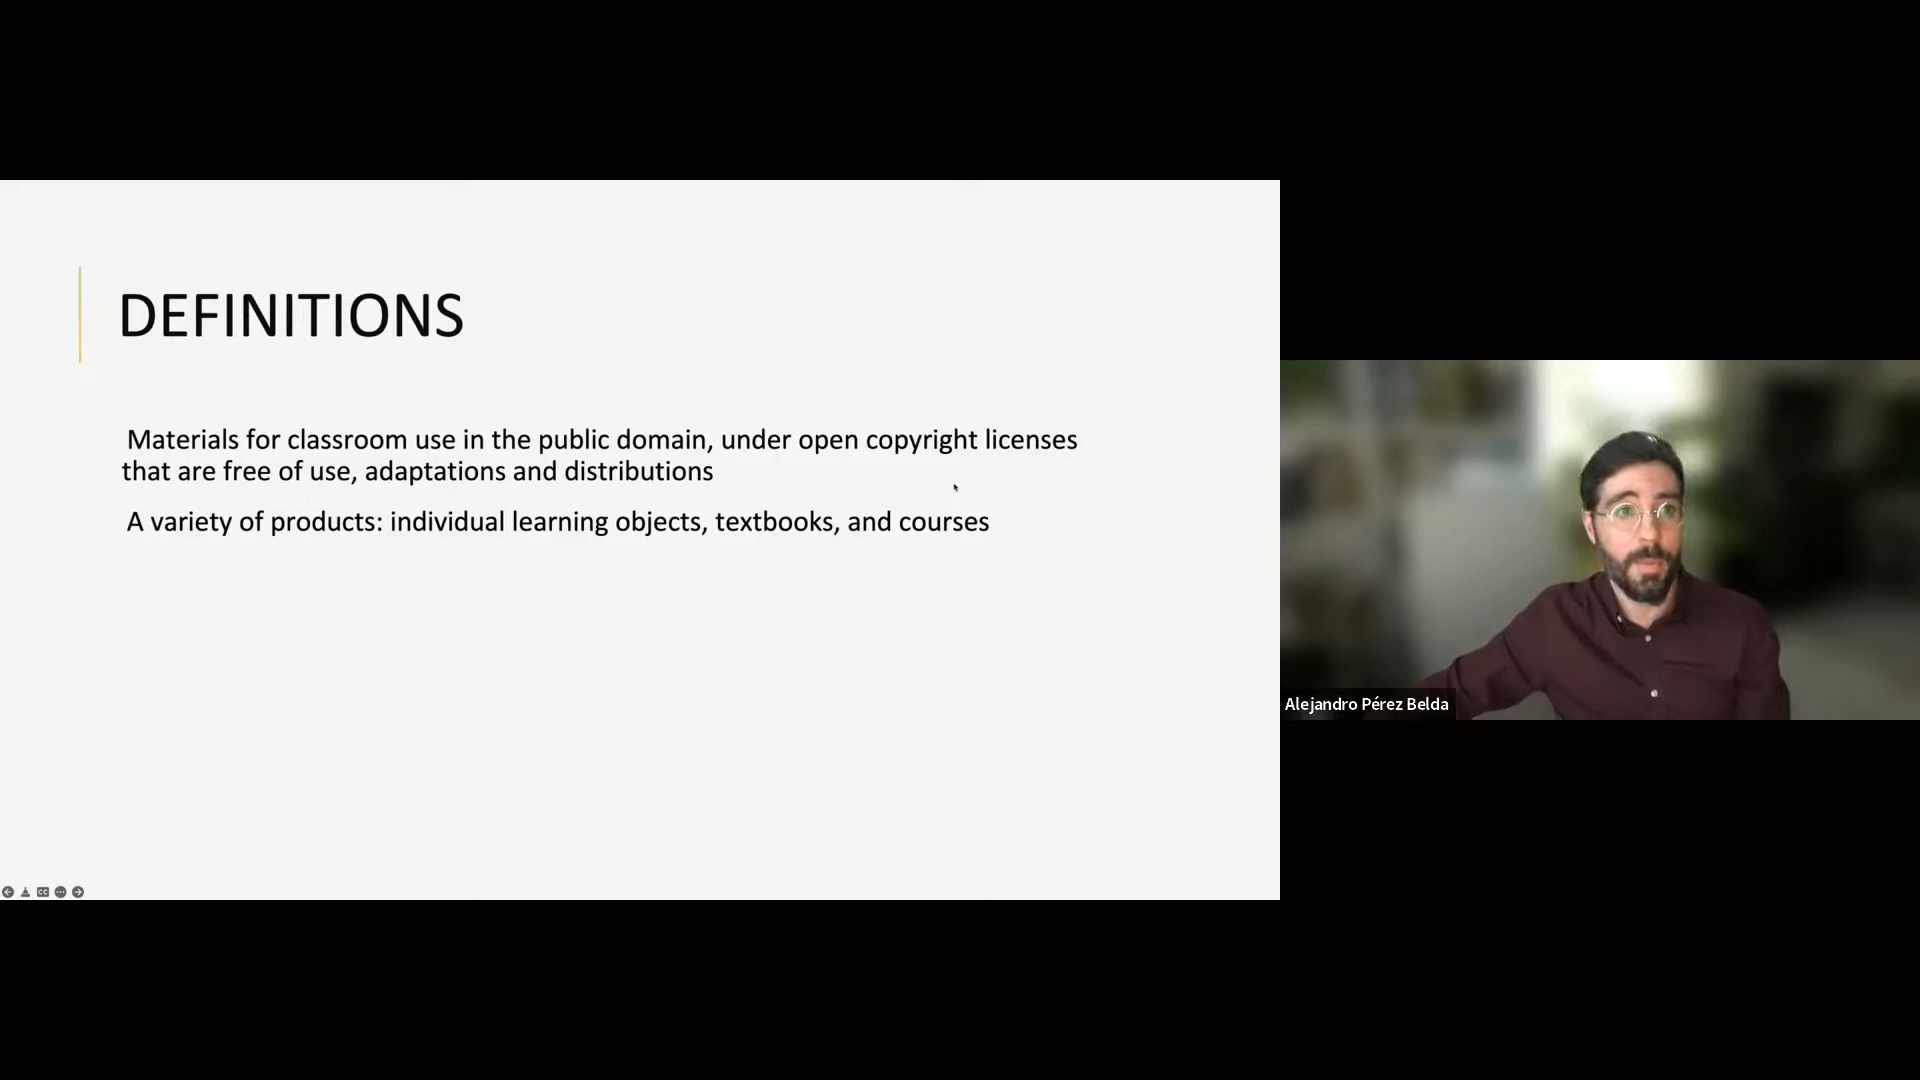 DEFINITIONS
Materials for classroom use in the public domain, under open copyright licenses
that are free of use, adaptations and distributions
A variety of products: individual learning objects, textbooks, and courses
CC
Alejandro Pérez Belda